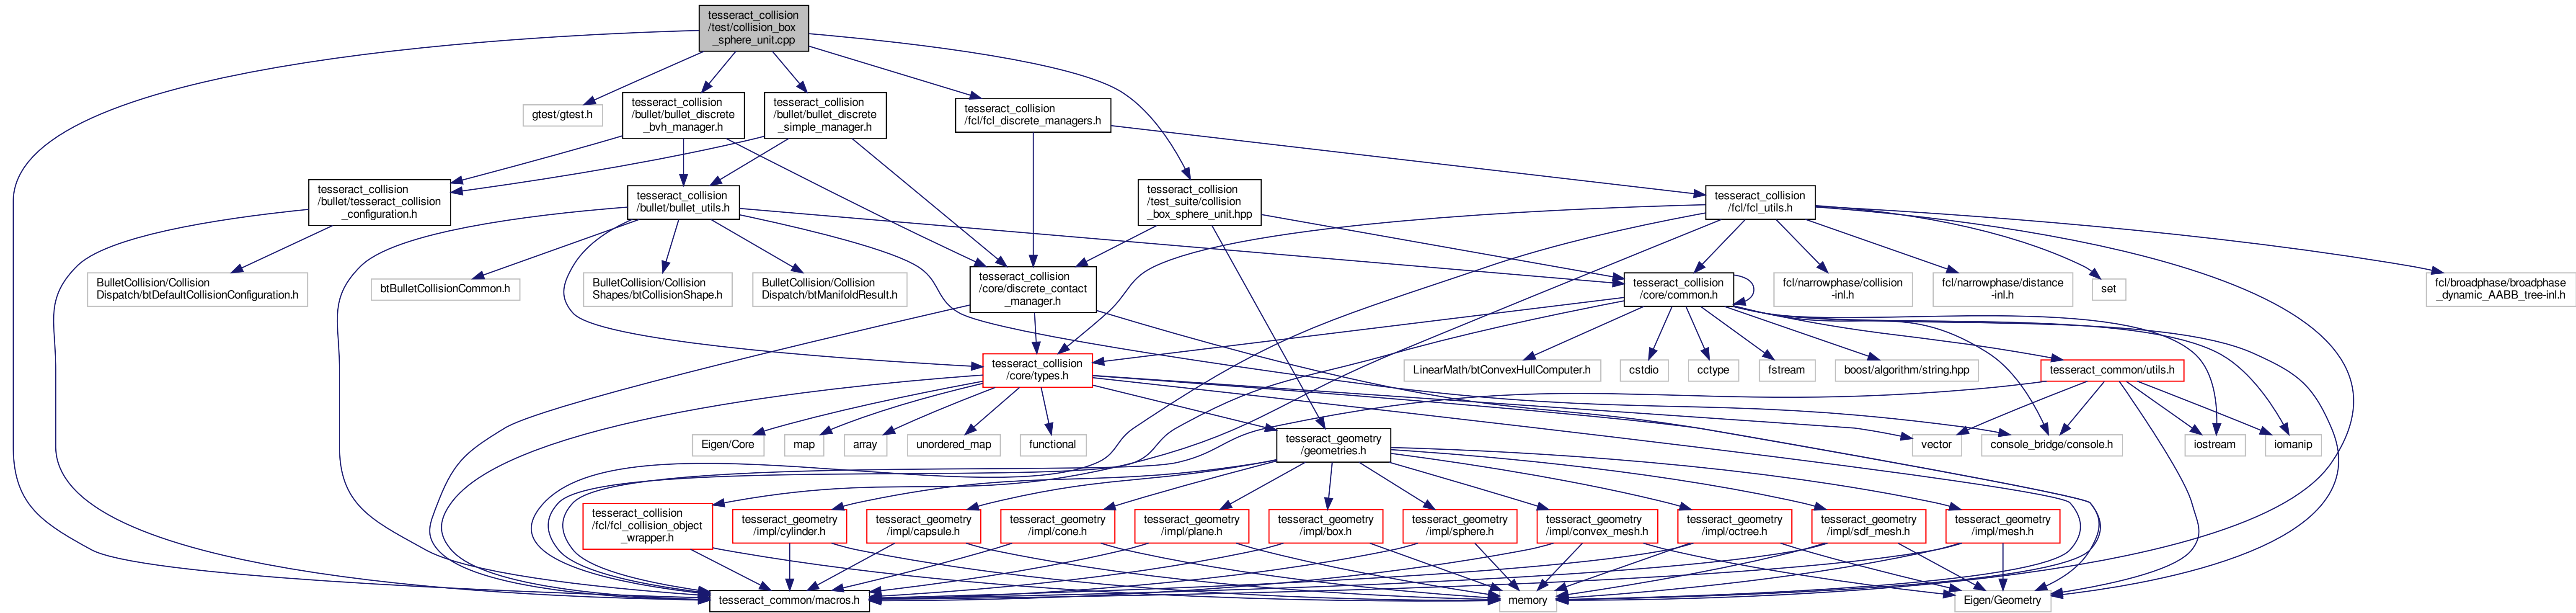 tesseract_collision
/test/collision_box
_sphere_unit.cpp
gtest/gtest.h
tesseract_collision
/bullet/bullet_discrete
_bvh_manager.h
tesseract_collision
/bullet/bullet_discrete
_simple_manager.h
tesseract_collision
/fcl/fcl_discrete_managers.h
tesseract_collision
/bullet/tesseract_collision
_configuration.h
tesseract_collision
/bullet/bullet_utils.h
tesseract_collision
/test_suite/collision
_box_sphere_unit.hpp
tesseract_collision
/fcl/fcl_utils.h
BulletCollision/Collision
Dispatch/btDefaultCollisionConfiguration.h
btBulletCollisionCommon.h
BulletCollision/Collision
Shapes/btCollisionShape.h
BulletCollision/Collision
Dispatch/btManifoldResult.h
tesseract_collision
/core/discrete_contact
_manager.h
tesseract_collision
/core/common.h
fcl/narrowphase/collision
-inl.h
fcl/narrowphase/distance
-inl.h
set
fcl/broadphase/broadphase
_dynamic_AABB_tree-inl.h
tesseract_collision
/core/types.h
LinearMath/btConvexHullComputer.h
cstdio
cctype
fstream
boost/algorithm/string.hpp
tesseract_common/utils.h
Eigen/Core
map
array
unordered_map
functional
tesseract_geometry
/geometries.h
vector
console_bridge/console.h
iostream
iomanip
tesseract_collision
/fcl/fcl_collision_object
_wrapper.h
tesseract_geometry
/impl/cylinder.h
tesseract_geometry
/impl/capsule.h
tesseract_geometry
/impl/cone.h
tesseract_geometry
/impl/plane.h
tesseract_geometry
/impl/box.h
tesseract_geometry
/impl/sphere.h
tesseract_geometry
/impl/convex_mesh.h
tesseract_geometry
/impl/octree.h
tesseract_geometry
/impl/sdf_mesh.h
tesseract_geometry
/impl/mesh.h
tesseract_common/macros.h
memory
Eigen/Geometry